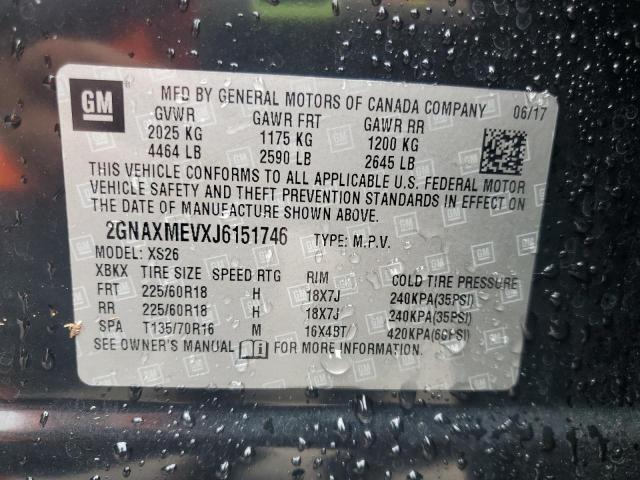 GM
MFD BY GENERAL MOTORS OF CANADA COMPANY 06/17
GVWR GAWR FRT GAWR RR
2025 KG 1175 KG 1200 KG
4464 LB 2590 LB 2645 LB
THIS VEHICLE CONFORMS TO ALL APPLICABLE U.S. FEDERAL MOTOR
VEHICLE SAFETY AND THEFT PREVENTION STANDARDS IN EFFECT ON
THE DATE OF MANUFACTURE SHOWN ABOVE.
2GNAXMEVXJ6151746 TYPE: M.P.V.
MODEL: XS26
XBKX TIRE SIZE SPEED RTG RIM COLD TIRE PRESSURE
FRT 225/60R18 H 18X7J 240KPA(35PSI)
RR 225/60R18 H 18X7J 240KPA(35PSI)
SPA T135/70R16 M 16X4BT 420KPA(60PSI)
SEE OWNER'S MANUAL FOR MORE INFORMATION.